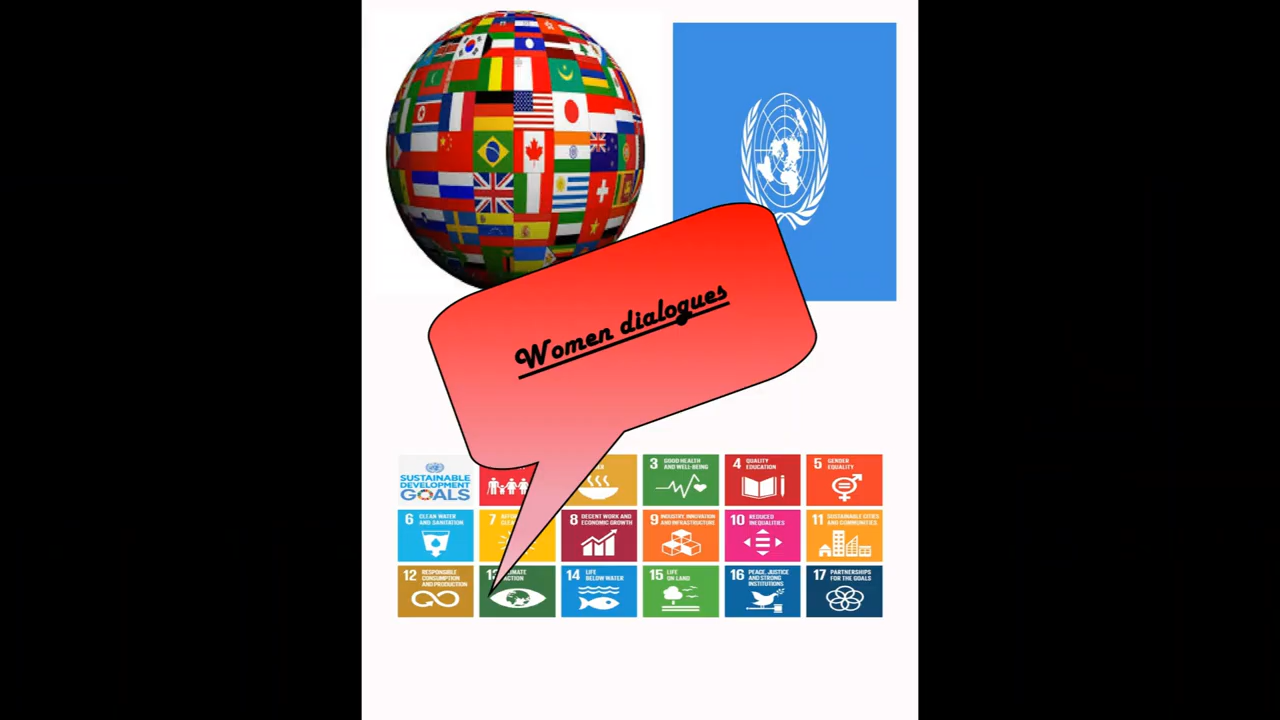 Women dialogues
SUSTAINABLE
DEVELOPMENT
GOALS
3 GOOD HEALTH
AND WELL-BEING
4 QUALITY
EDUCATION
5 GENDER
EQUALITY
6 CLEAN WATER
AND SANITATION
7
8 DECENT WORK AND
ECONOMIC GROWTH
9 INDUSTRY, INNOVATION
AND INFRASTRUCTURE
10 REDUCED
INEQUALITIES
11 SUSTAINABLE CITIES
AND COMMUNITIES
12 RESPONSIBLE
CONSUMPTION
AND PRODUCTION
13
14 LIFE
BELOW WATER
15 LIFE
ON LAND
16 PEACE, JUSTICE
AND STRONG
INSTITUTIONS
17 PARTNERSHIPS
FOR THE GOALS